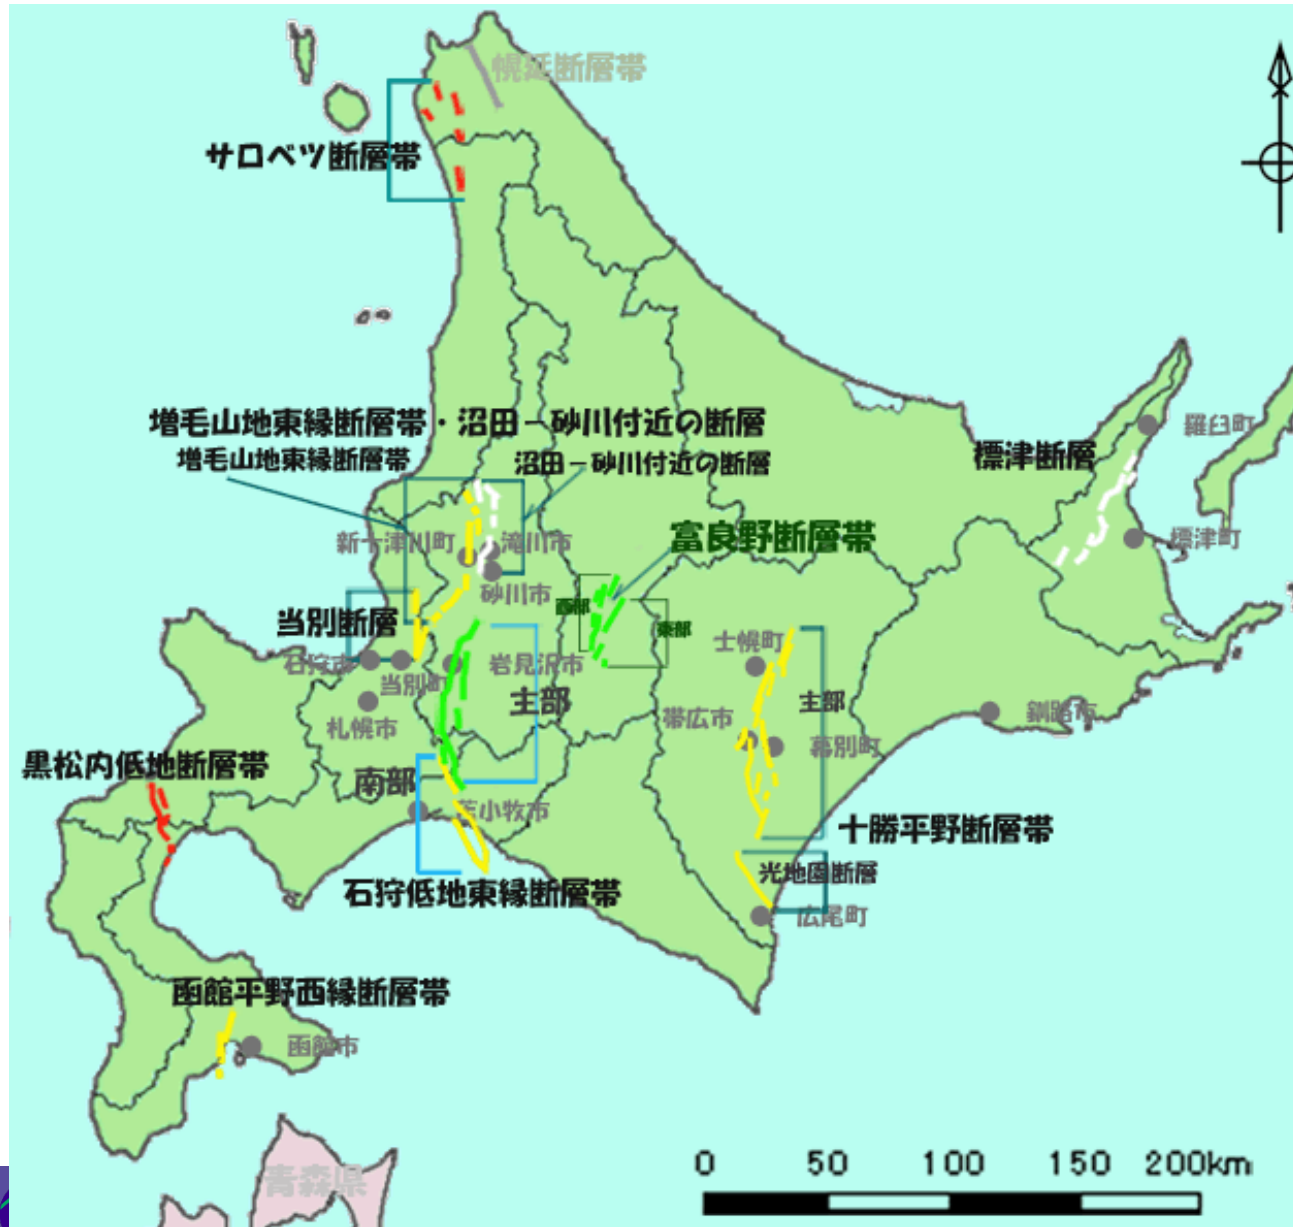 幌延断層帯
サロベツ断層帯
増毛山地東縁断層帯・沼田－砂川付近の断層
増毛山地東縁断層帯
沼田－砂川付近の断層
標津断層
羅臼町
標津町
新十津川町
滝川市
砂川市
富良野断層帯
西部
東部
当別断層
石狩市
当別町
岩見沢市
札幌市
主部
士幌町
帯広市
幕別町
主部
釧路市
黒松内低地断層帯
南部
苫小牧市
石狩低地東縁断層帯
十勝平野断層帯
光地園断層
広尾町
函館平野西縁断層帯
函館市
青森県
0 50 100 150 200km